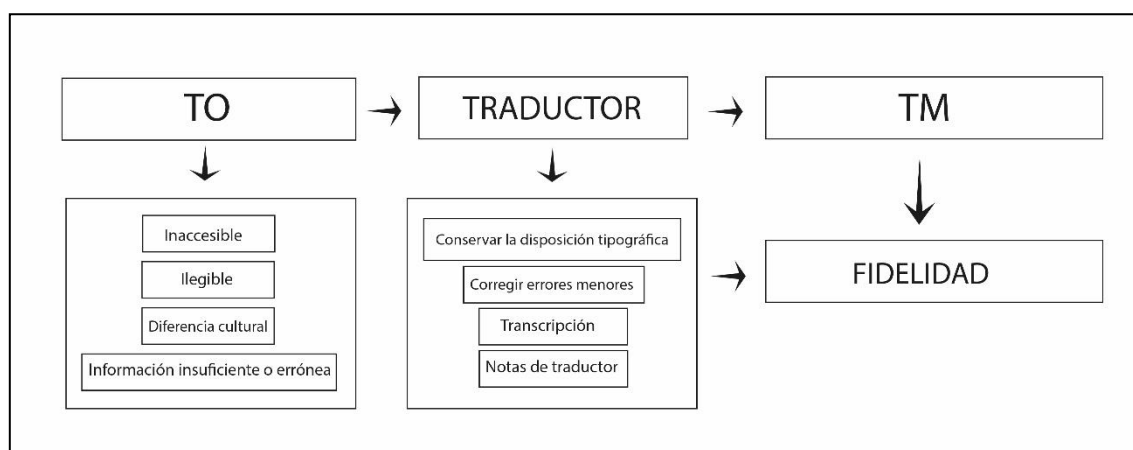 TO
TRADUCTOR
TM
Inaccesible
Ilegible
Diferencia cultural
Información insuficiente o errónea
Conservar la disposición tipográfica
Corregir errores menores
Transcripción
Notas de traductor
FIDELIDAD